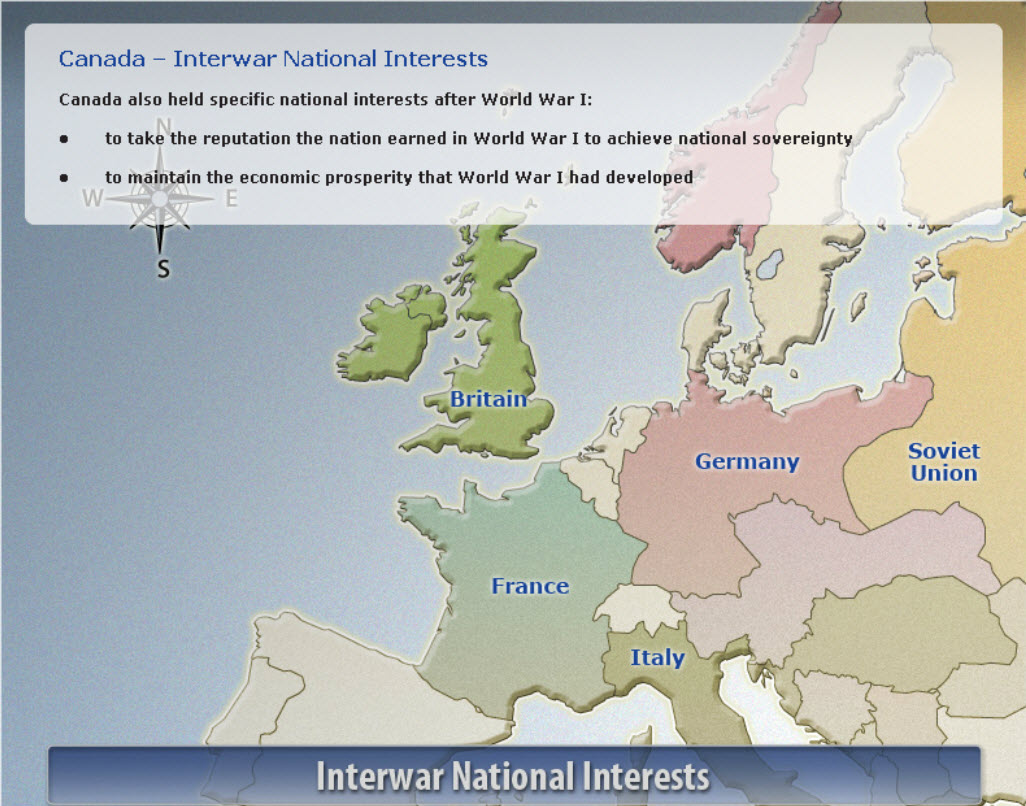 Canada – Interwar National Interests
Canada also held specific national interests after World War I:
• to take the reputation the nation earned in World War I to achieve national sovereignty
• to maintain the economic prosperity that World War I had developed
N
W E
S
Britain
Germany
Soviet
Union
France
Italy
Interwar National Interests